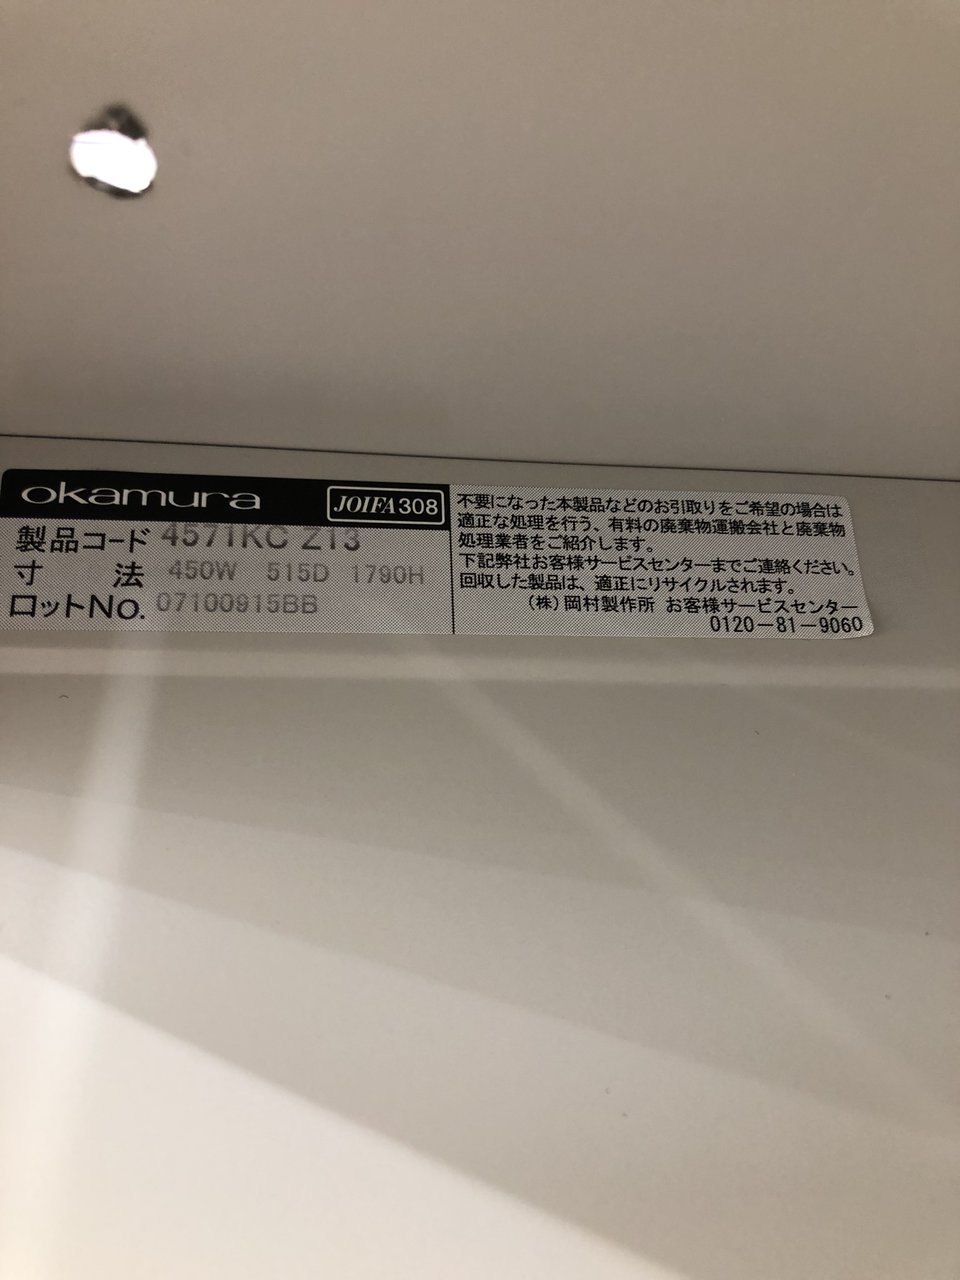 okamura JOIFA308
製品コード 4571KC Z13
寸 法 450W 515D 1790H
ロットNo. 07100915BB
不要になった本製品などのお引取りをご希望の場合は
適正な処理を行う、有料の廃棄物運搬会社と廃棄物
処理業者をご紹介します。
下記弊社お客様サービスセンターまでご連絡ください。
回収した製品は、適正にリサイクルされます。
(株)岡村製作所 お客様サービスセンター
0120-81-9060